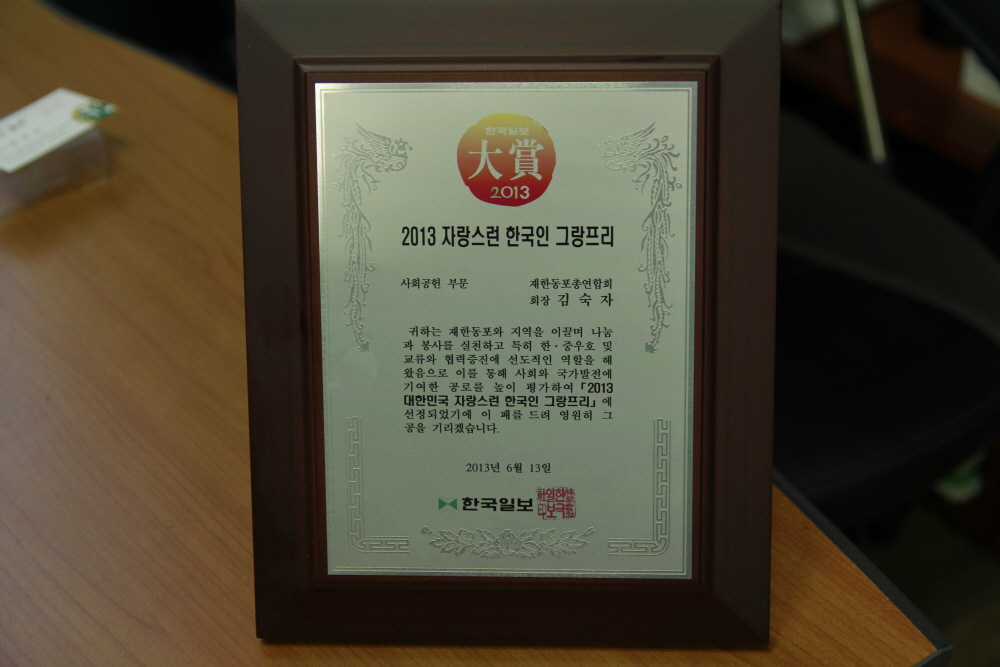 한국일보
大賞
2013
2013 자랑스런 한국인 그랑프리
사회공헌 부문 재한동포총연합회
회장 김 숙 자
귀하는 재한동포와 지역을 이끌며 나눔
과 봉사를 실천하고 특히 한·중우호 및
교류와 협력증진에 선도적인 역할을 해
왔음으로 이를 통해 사회와 국가발전에
기여한 공로를 높이 평가하여 「2013
대한민국 자랑스런 한국인 그랑프리」에
선정되었기에 이 패를 드려 영원히 그
공을 기리겠습니다.
2013년 6월 13일
한국일보